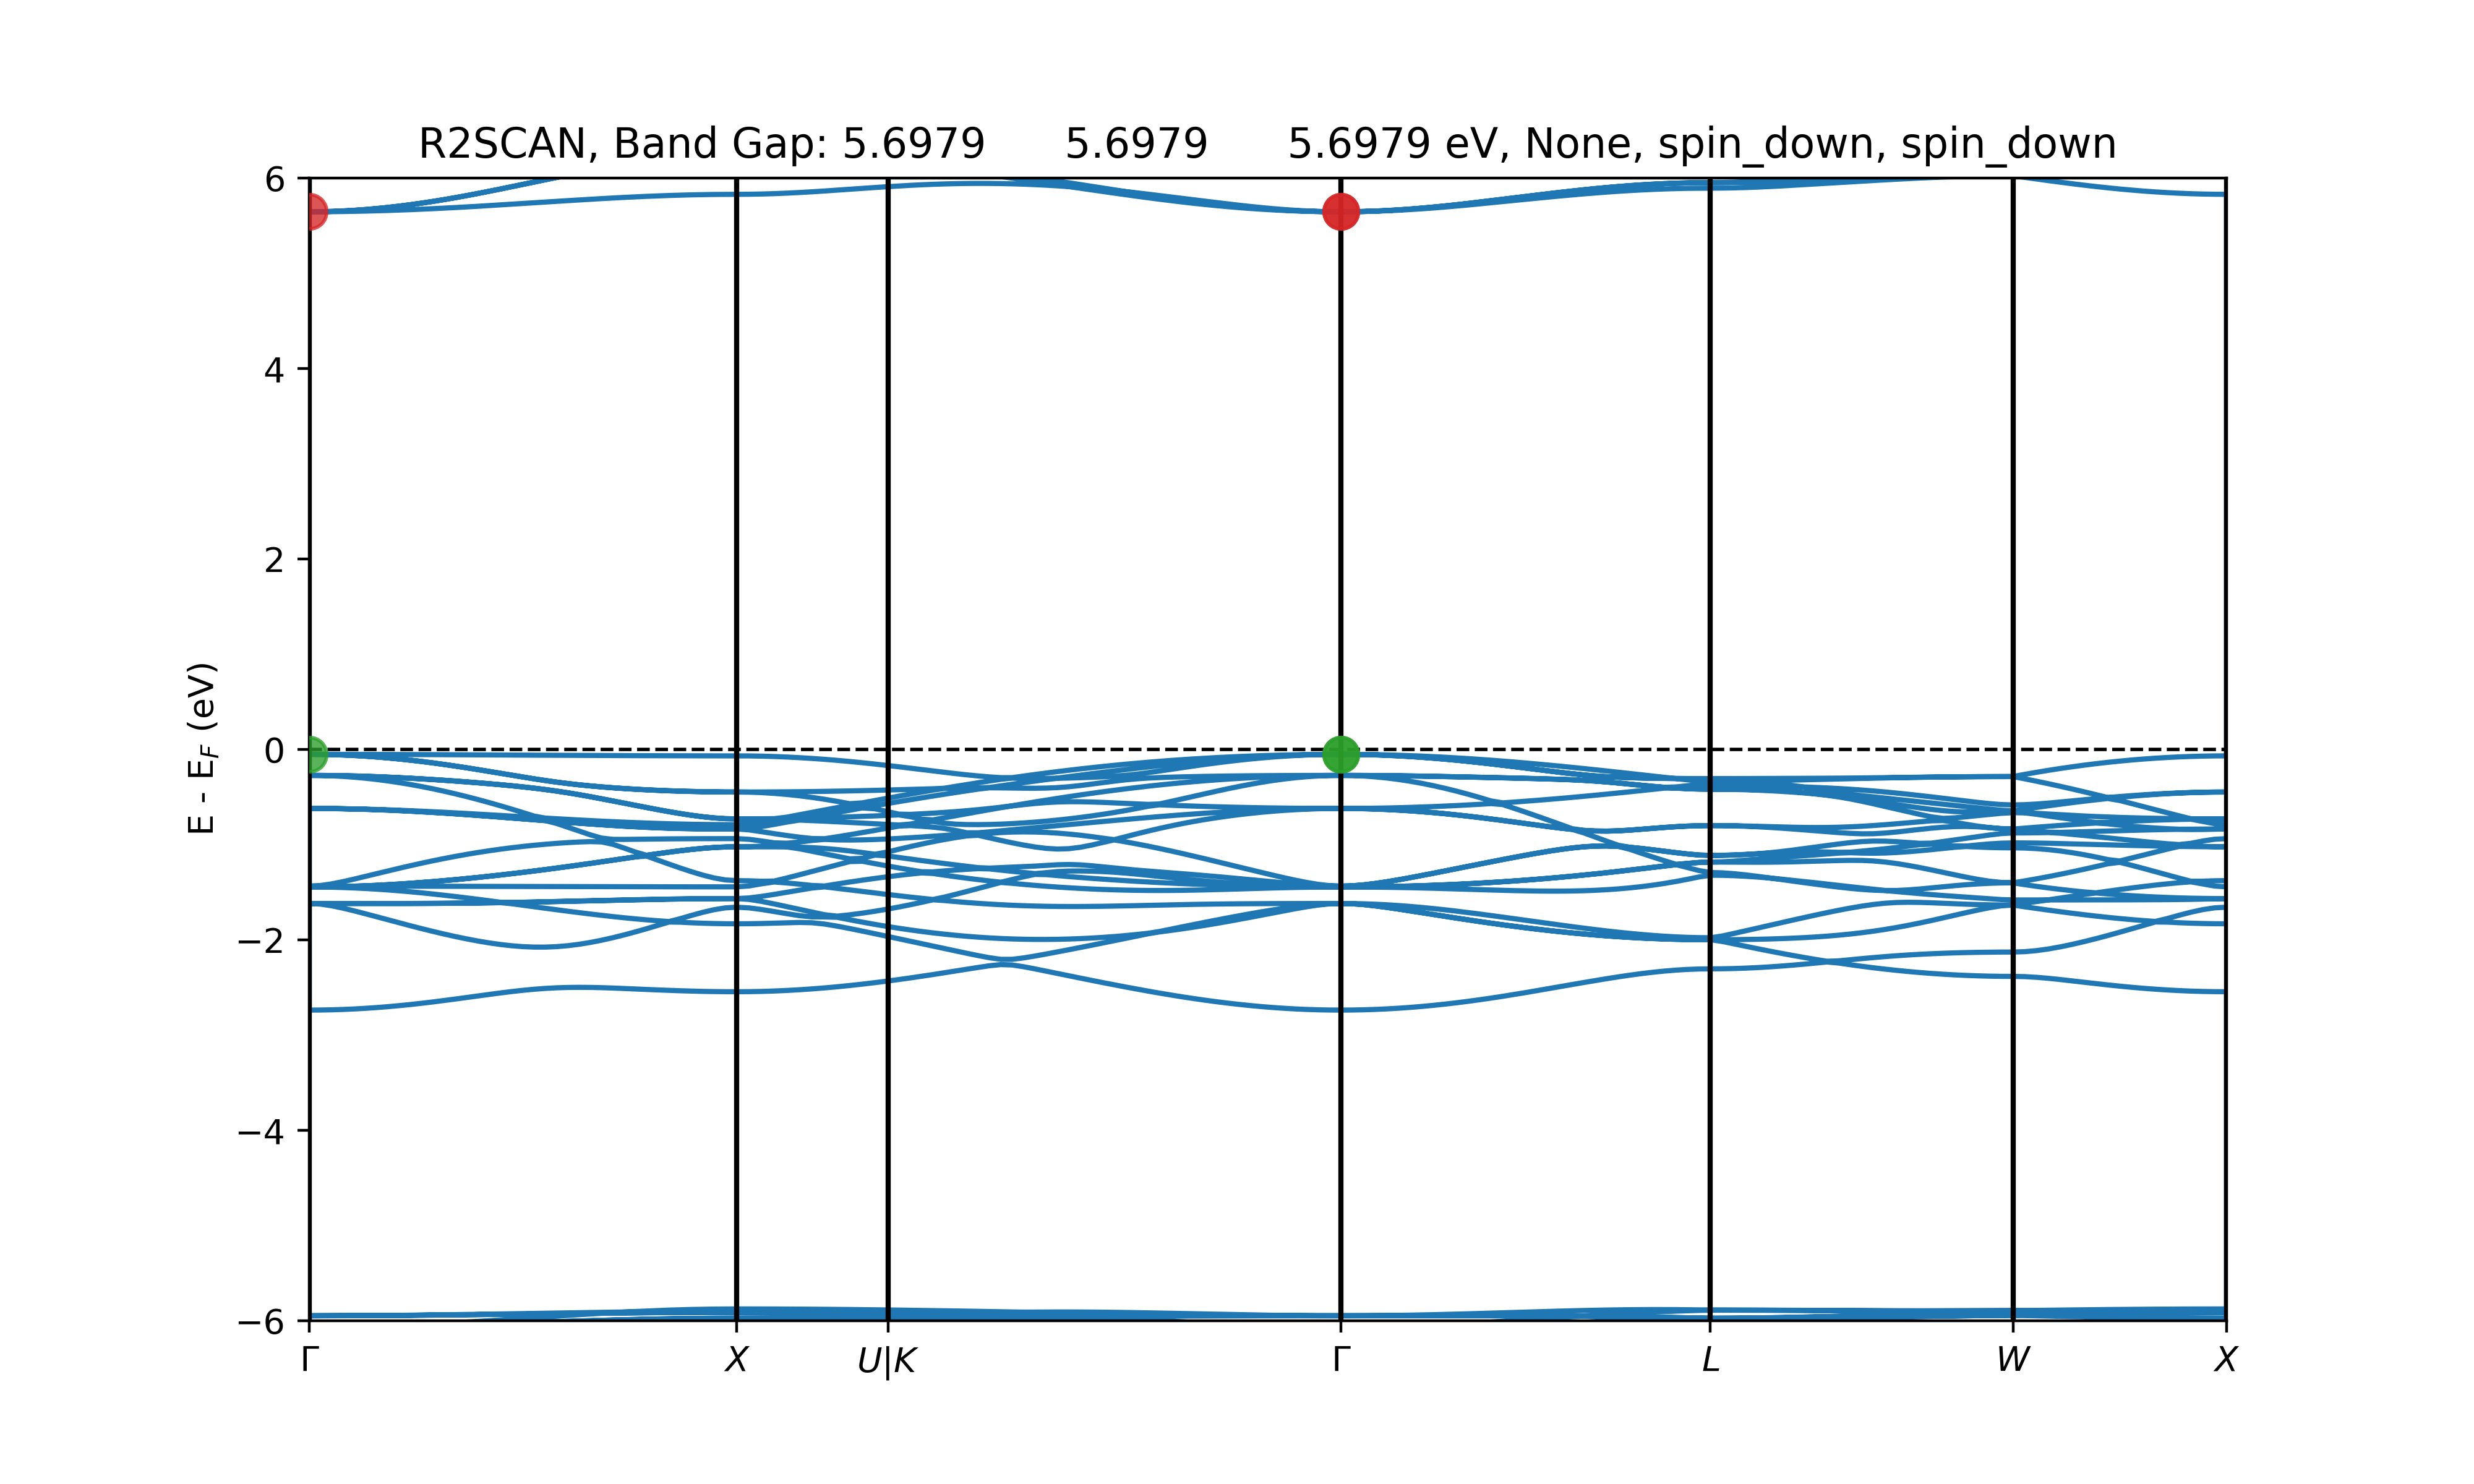 R2SCAN, Band Gap: 5.6979 5.6979 5.6979 eV, None, spin_down, spin_down
E - E_F (eV)
6
4
2
0
−2
−4
−6
Γ X U|K Γ L W X